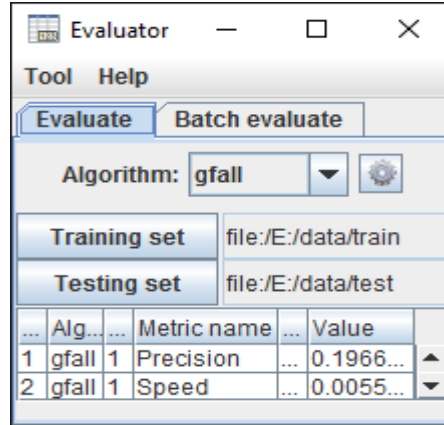 Evaluator
Tool Help
Evaluate Batch evaluate
Algorithm: gfall
Training set file:/E:/data/train
Testing set file:/E:/data/test
... Alg... ... Metric name ... Value
1 gfall 1 Precision ... 0.1966...
2 gfall 1 Speed ... 0.0055...